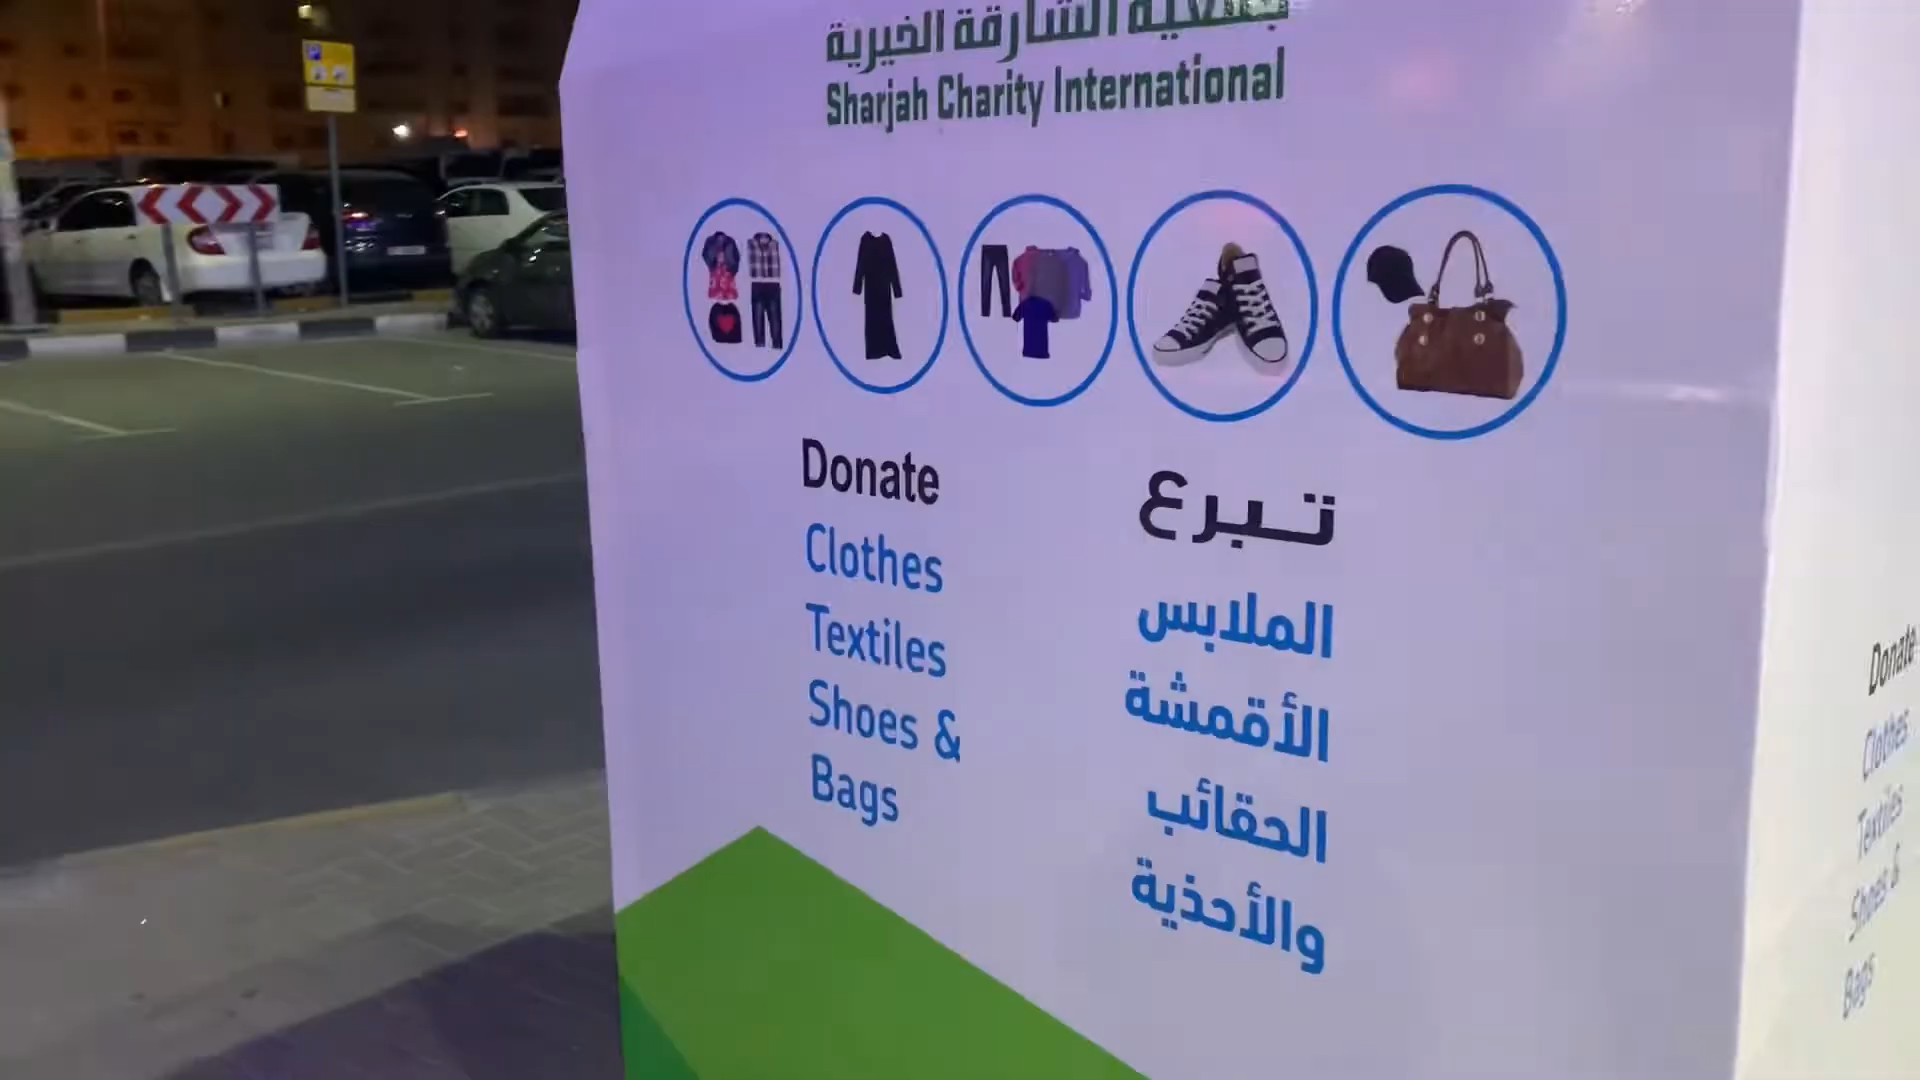 جمعية الشارقة الخيرية
Sharjah Charity International
Donate
Clothes
Textiles
Shoes &
Bags
تبرع
الملابس
الأقمشة
الحقائب
والأحذية
Donate
Clothes
Textiles
Shoes &
Bags
P